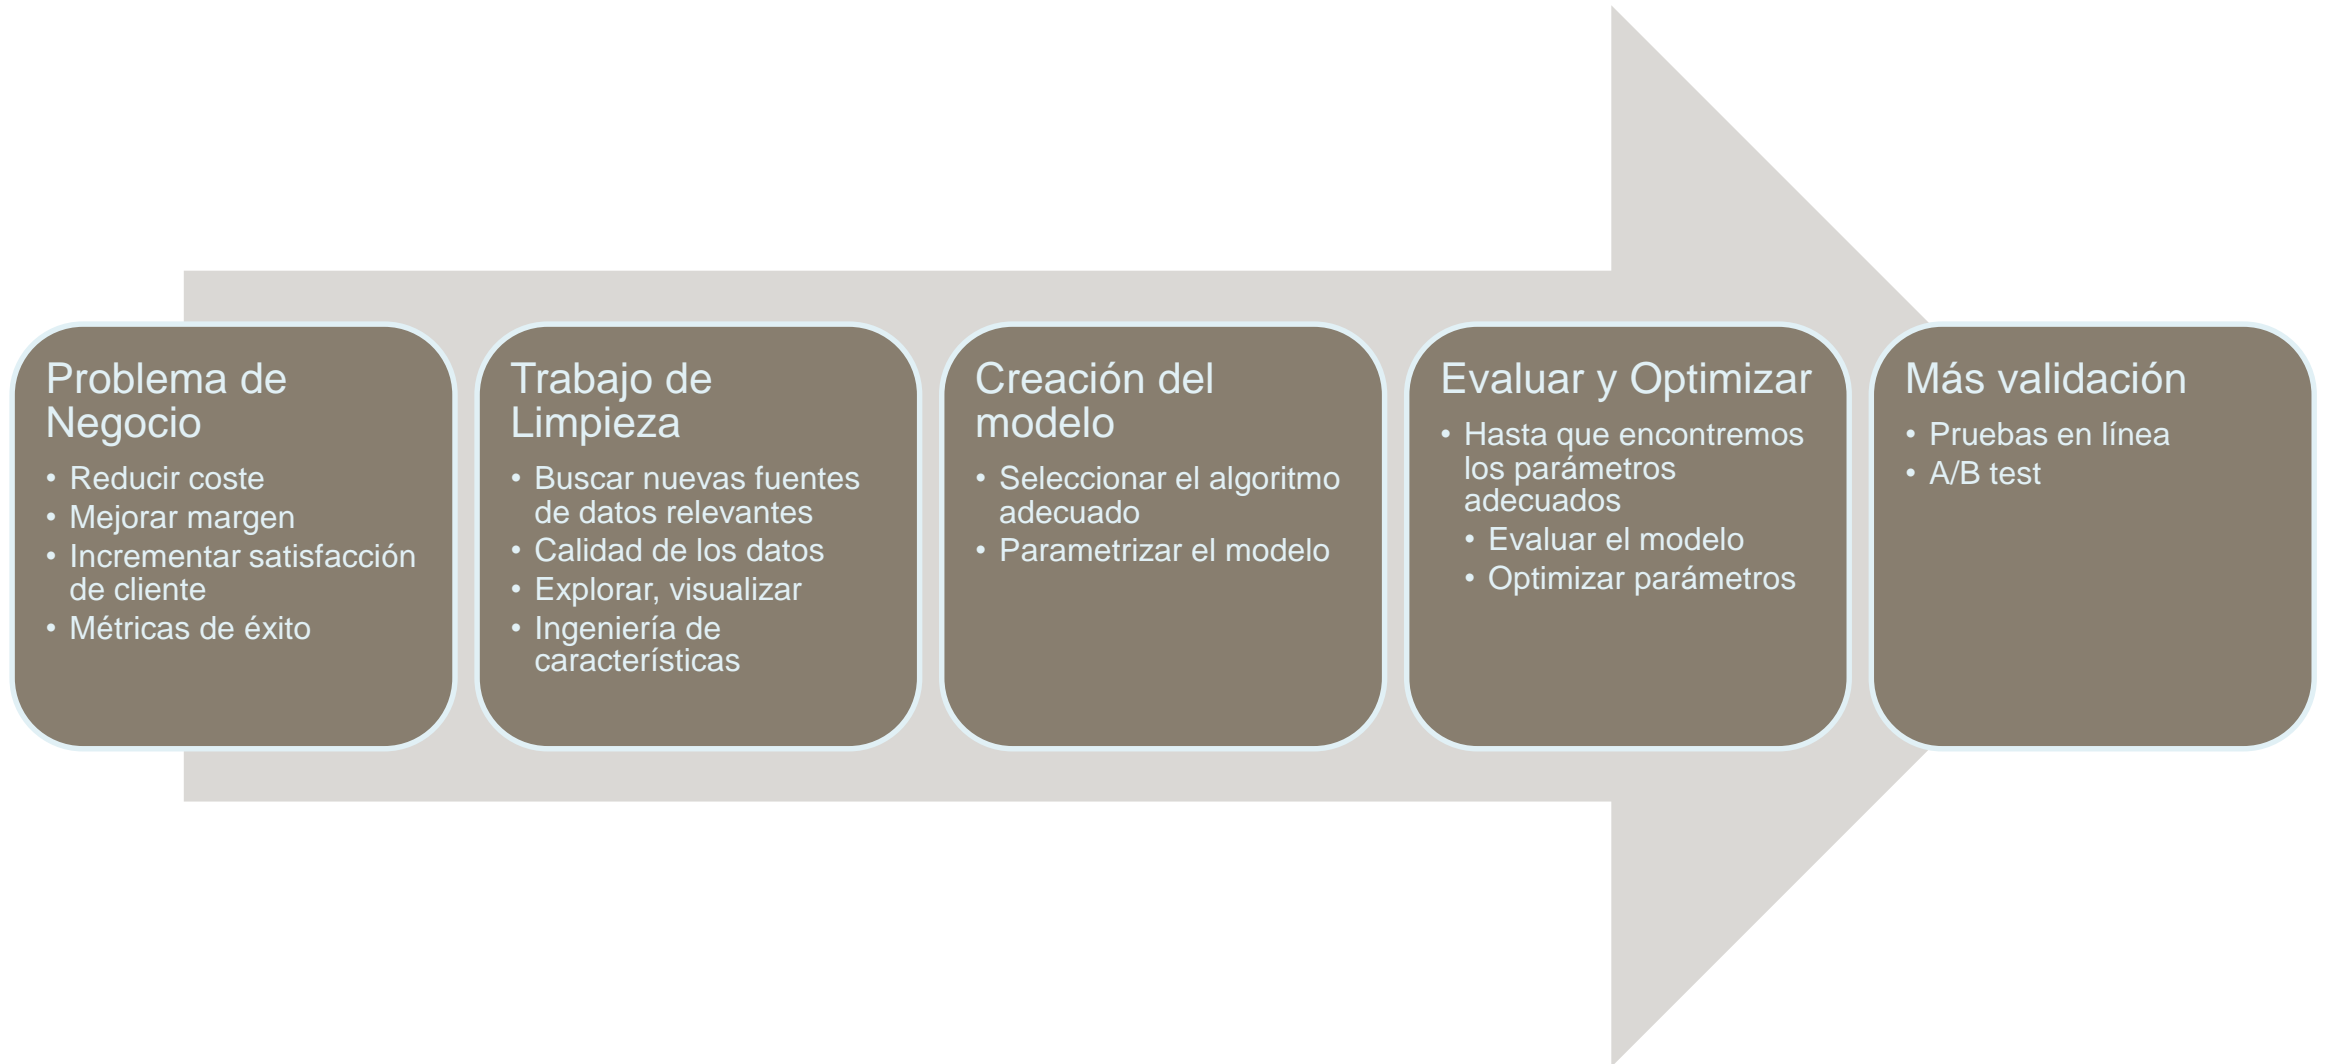 Problema de
Negocio
• Reducir coste
• Mejorar margen
• Incrementar satisfacción
de cliente
• Métricas de éxito
Trabajo de
Limpieza
• Buscar nuevas fuentes
de datos relevantes
• Calidad de los datos
• Explorar, visualizar
• Ingeniería de
características
Creación del
modelo
• Seleccionar el algoritmo
adecuado
• Parametrizar el modelo
Evaluar y Optimizar
• Hasta que encontremos
los parámetros
adecuados
• Evaluar el modelo
• Optimizar parámetros
Más validación
• Pruebas en línea
• A/B test